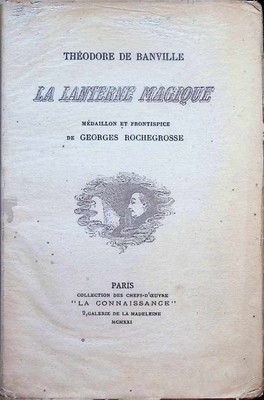 THÉODORE DE BANVILLE
LA LANTERNE MAGIQUE
MÉDAILLON ET FRONTISPICE
DE GEORGES ROCHEGROSSE
PARIS
COLLECTION DES CHEFS-D'ŒUVRE
"LA CONNAISSANCE"
9, GALERIE DE LA MADELEINE
MCMXXI